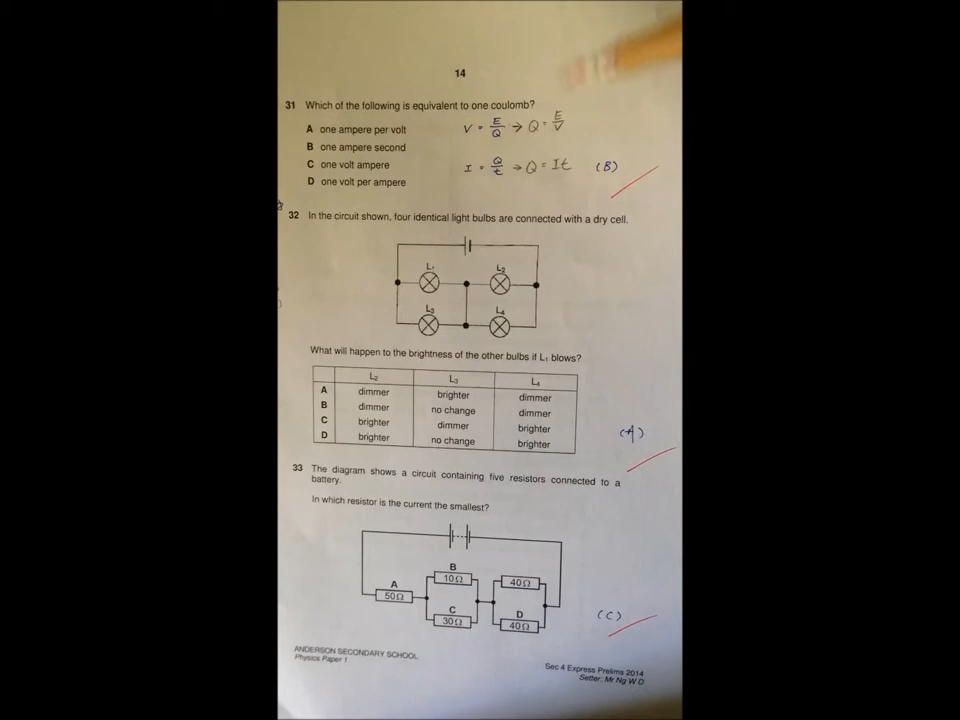 14
31 Which of the following is equivalent to one coulomb?
A one ampere per volt
B one ampere second
C one volt ampere
D one volt per ampere
V = E/Q → Q = E/V
I = Q/t → Q = It (B)
32 In the circuit shown, four identical light bulbs are connected with a dry cell.
L₁ L₂
L₃ L₄
What will happen to the brightness of the other bulbs if L₁ blows?
L₂ L₃ L₄
A dimmer brighter dimmer
B dimmer no change dimmer
C brighter dimmer brighter
D brighter no change brighter
(A)
33 The diagram shows a circuit containing five resistors connected to a
battery.
In which resistor is the current the smallest?
B
10Ω 40Ω
A
50Ω
C D
30Ω 40Ω
(C)
ANDERSON SECONDARY SCHOOL
Physics Paper 1
Sec 4 Express Prelims 2014
Setter: Mr Ng W D